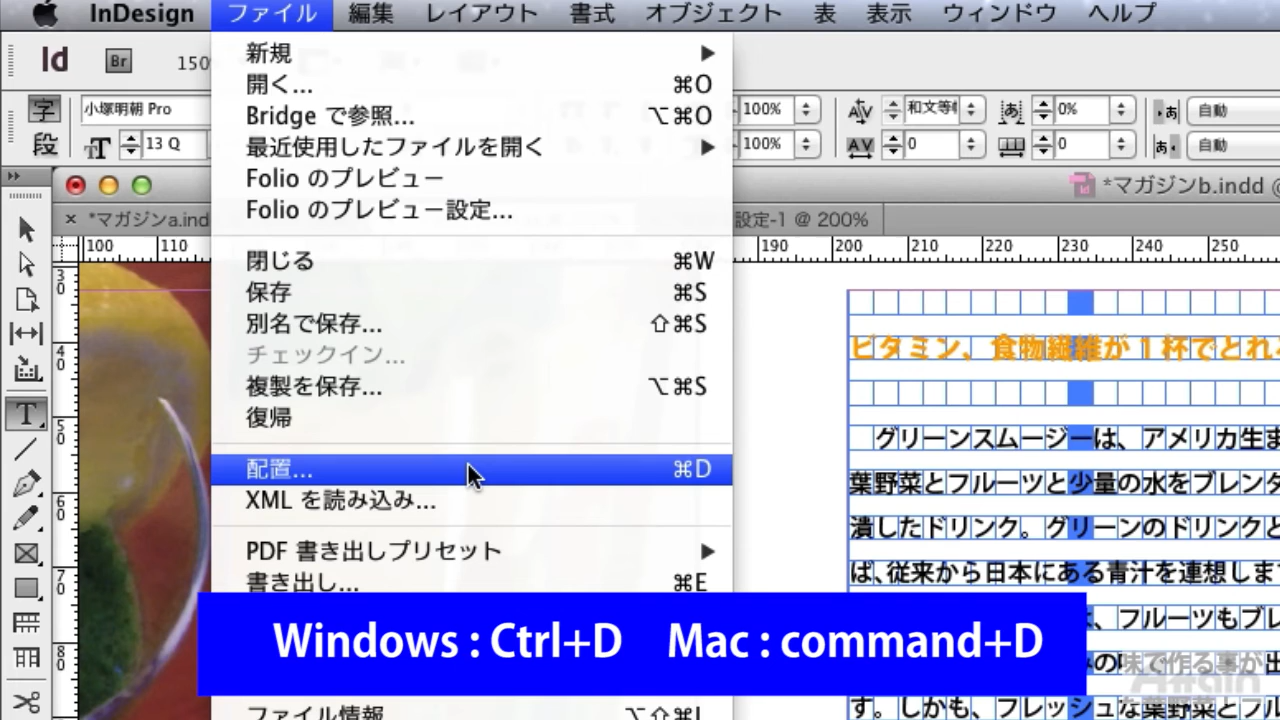 InDesign ファイル 編集 レイアウト 書式 オブジェクト 表 表示 ウィンドウ ヘルプ
Id Br 150
字 小塚明朝 Pro 100% 和文等 0% 自動
段 13 Q 100% 0 0 自動
新規
開く... ⌘O
Bridge で参照... ⌥⌘O
最近使用したファイルを開く
Folio のプレビュー
Folio のプレビュー設定...
閉じる ⌘W
保存 ⌘S
別名で保存... ⇧⌘S
チェックイン...
複製を保存... ⌥⌘S
復帰
配置... ⌘D
XML を読み込み...
PDF 書き出しプリセット
書き出し... ⌘E
ファイル情報 ⌥⇧⌘I
*マガジンb.indd @
× *マガジンa.ind
設定-1 @ 200%
100 110 190 200 210 220 230 240 250
30
40
50
60
70
80
ビタミン、食物繊維が1杯でとれ
グリーンスムージーは、アメリカ生ま
葉野菜とフルーツと少量の水をブレンダ
潰したドリンク。グリーンのドリンクと
ば、従来から日本にある青汁を連想しま
、フルーツもブレ
の味で作る事が出
す。しかも、フレッシュな葉野菜とフル
Windows : Ctrl+D Mac : command+D
Attain